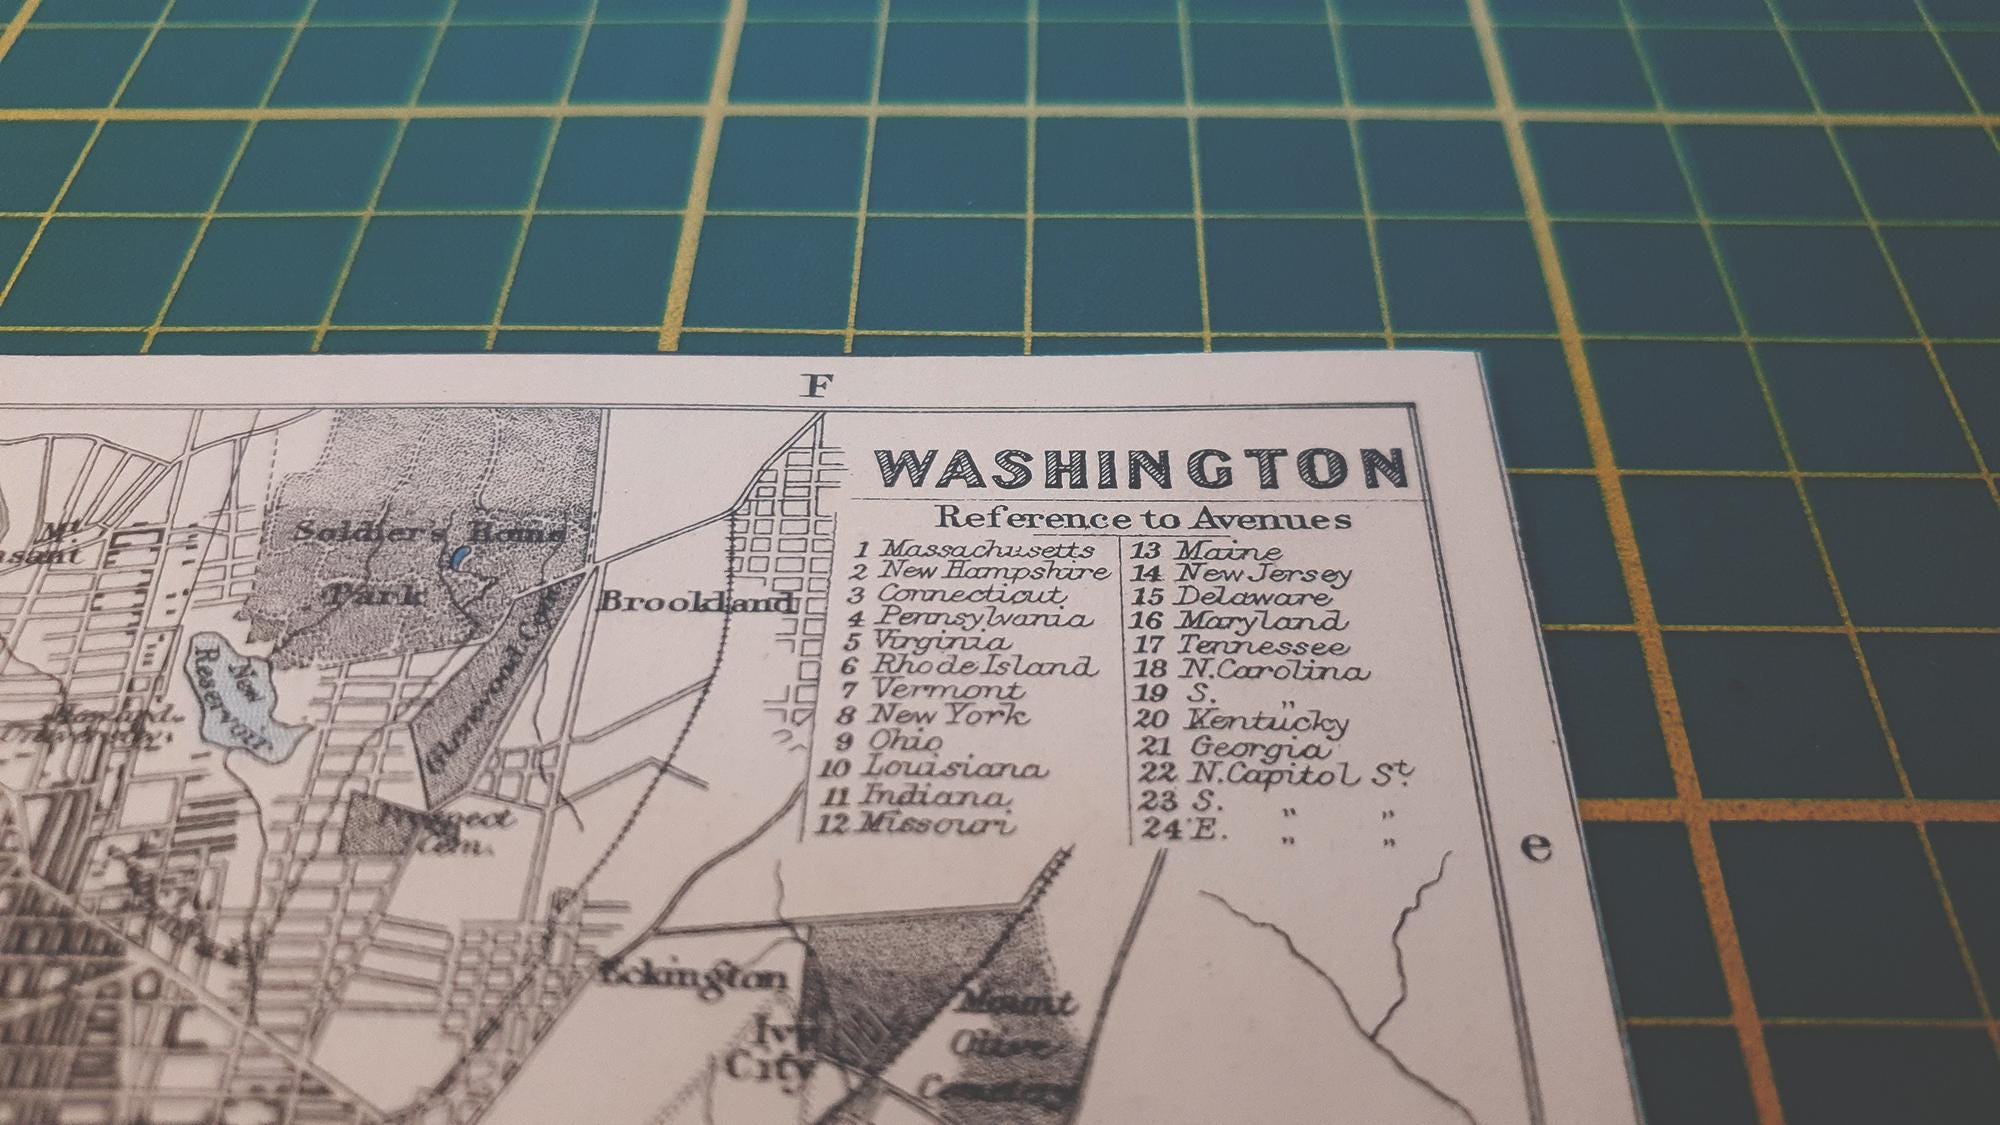 F
WASHINGTON
Reference to Avenues
1 Massachusetts
2 New Hampshire
3 Connecticut
4 Pennsylvania
5 Virginia
6 Rhode Island
7 Vermont
8 New York
9 Ohio
10 Louisiana
11 Indiana
12 Missouri
13 Maine
14 New Jersey
15 Delaware
16 Maryland
17 Tennessee
18 N. Carolina
19 S. "
20 Kentucky
21 Georgia
22 N. Capitol St.
23 S. " "
24 E. " "
e
Soldier's Home
Park
Mt.
asant
Brookland
New
Reservoir
Glenwood Cem.
Prospect
Cem.
Eckington
Ivy
City
Mount
Olive
Cemetery